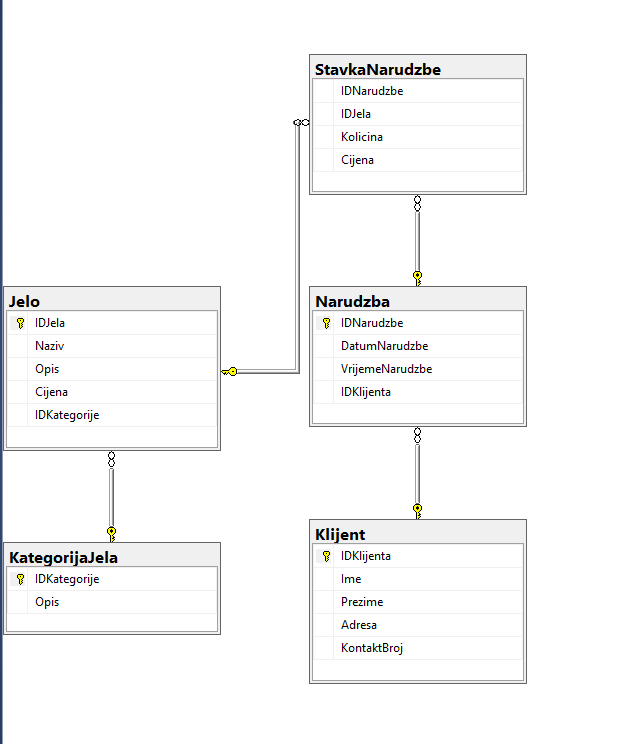 StavkaNarudzbe
IDNarudzbe
IDJela
Kolicina
Cijena
Jelo
IDJela
Naziv
Opis
Cijena
IDKategorije
Narudzba
IDNarudzbe
DatumNarudzbe
VrijemeNarudzbe
IDKlijenta
KategorijaJela
IDKategorije
Opis
Klijent
IDKlijenta
Ime
Prezime
Adresa
KontaktBroj